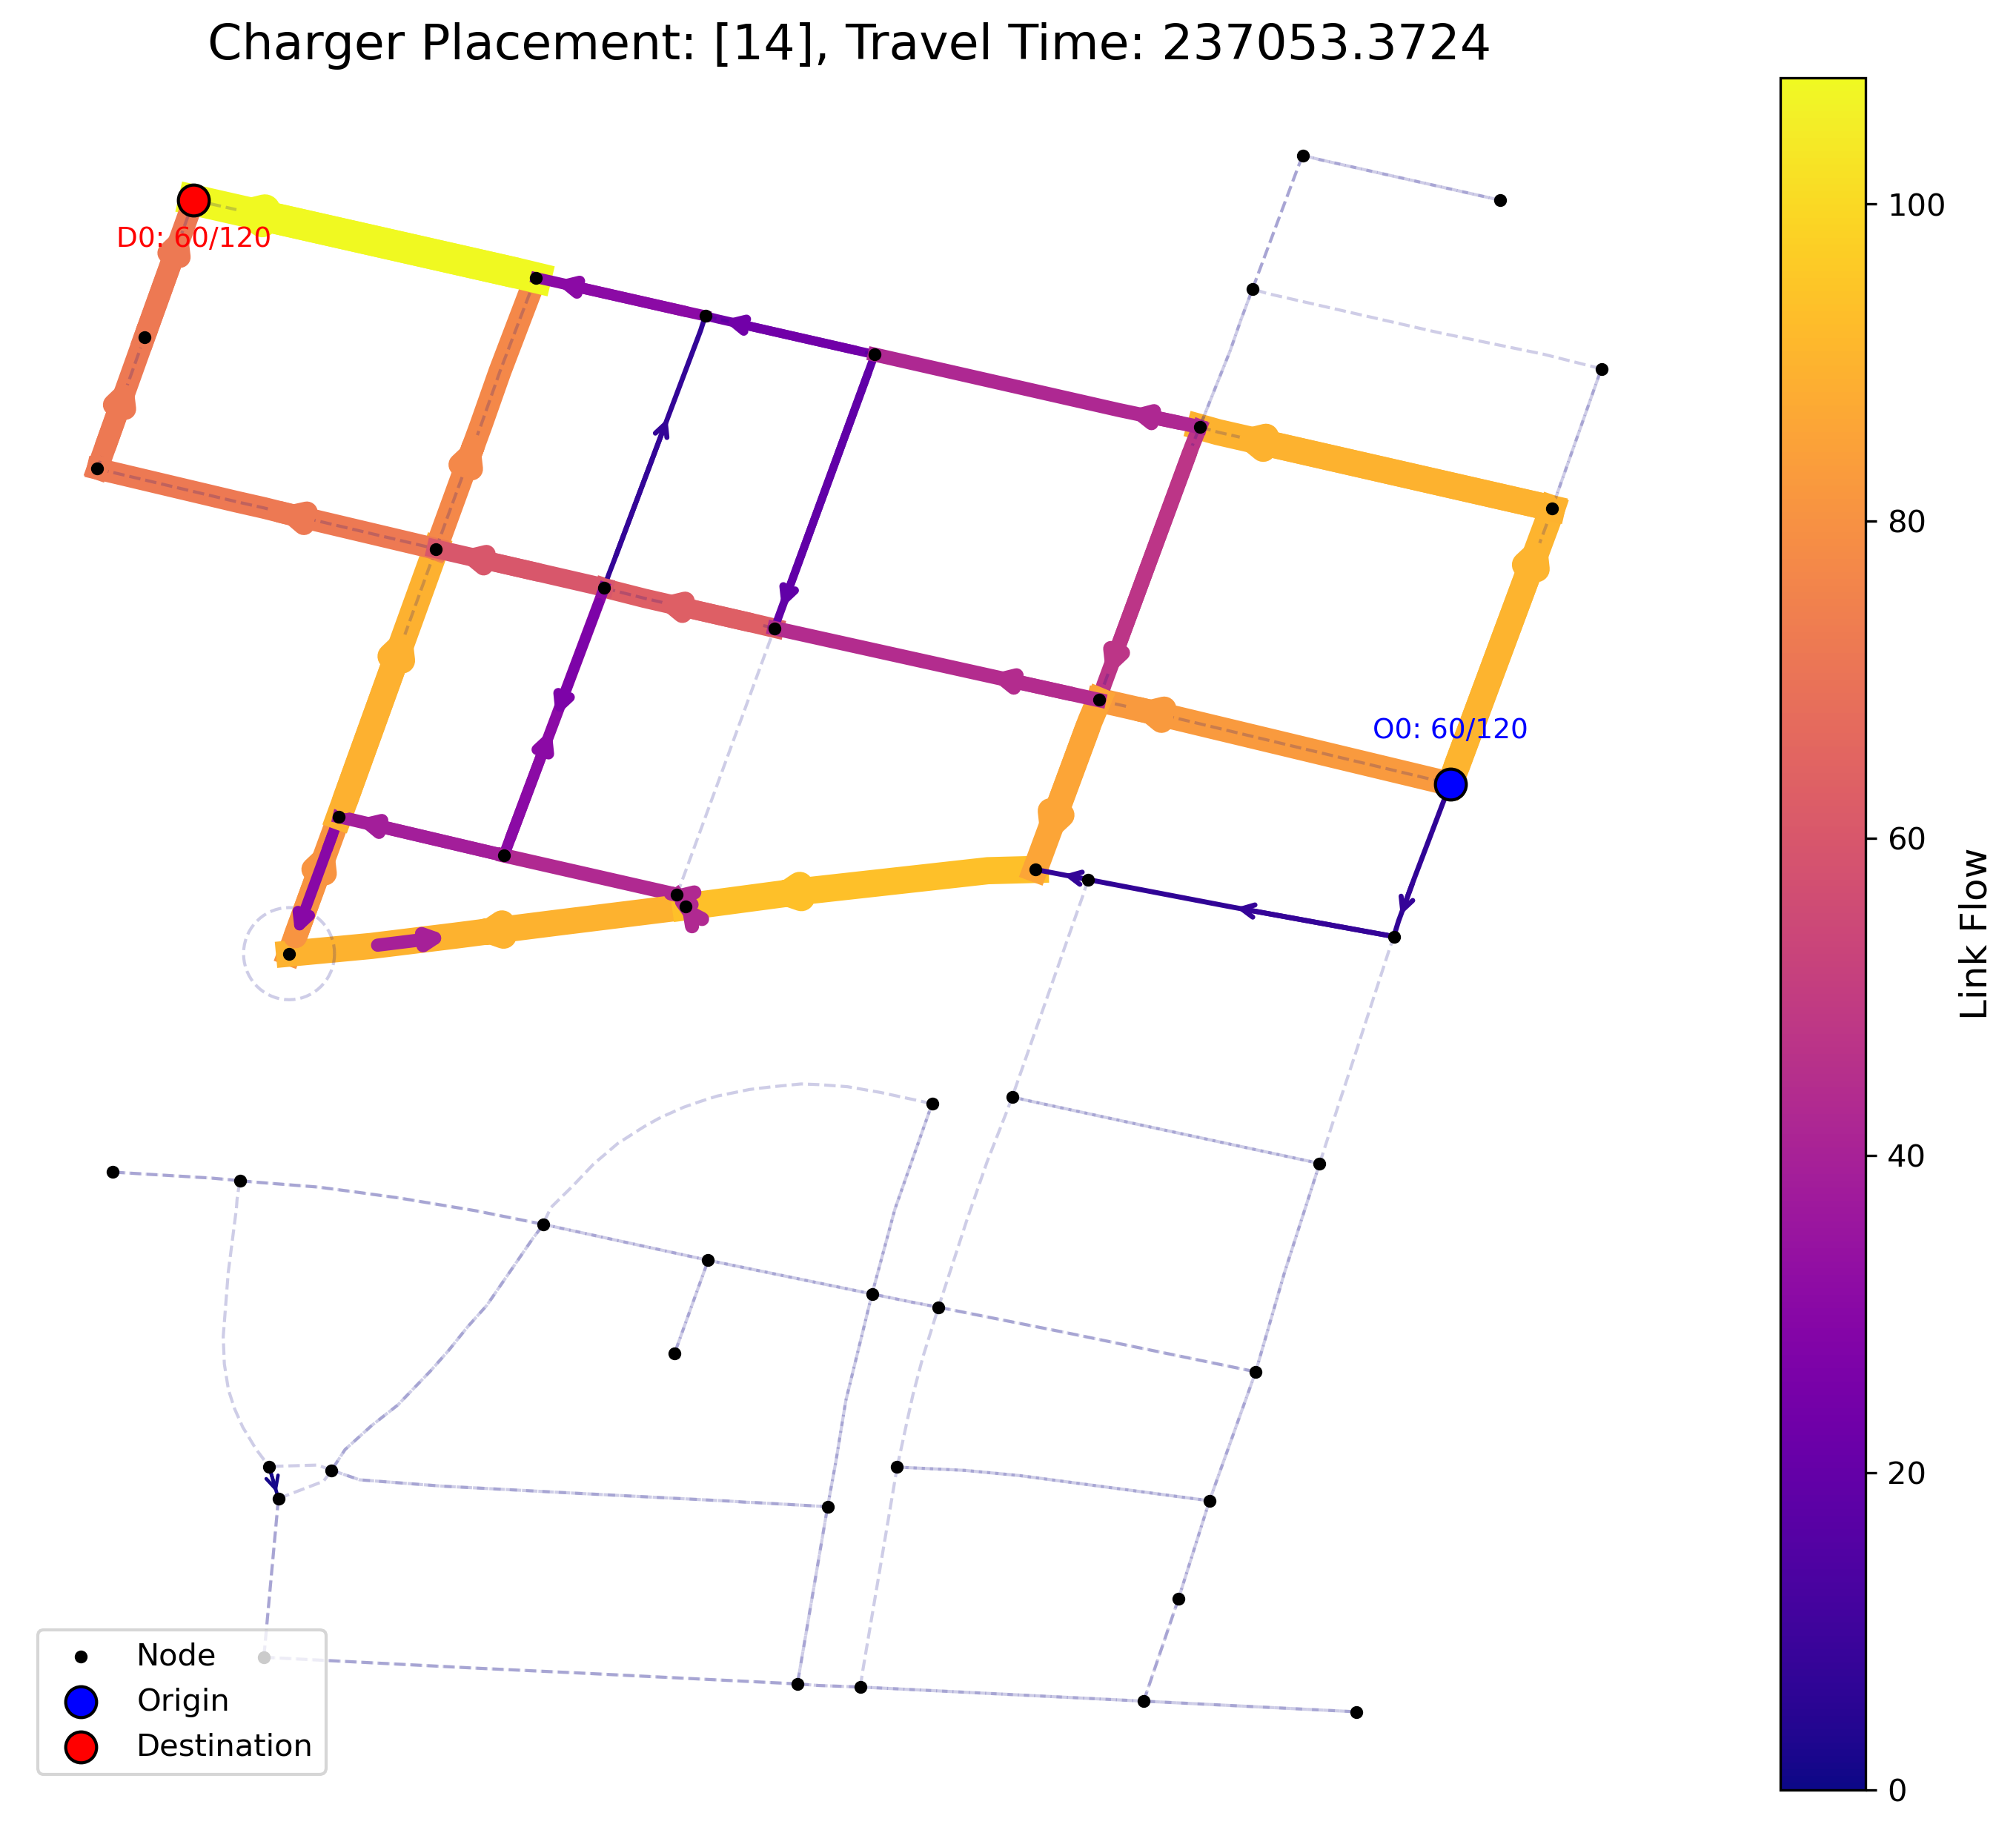 Charger Placement: [14], Travel Time: 237053.3724
D0: 60/120
O0: 60/120
100
80
60
40
20
0
Link Flow
Node
Origin
Destination